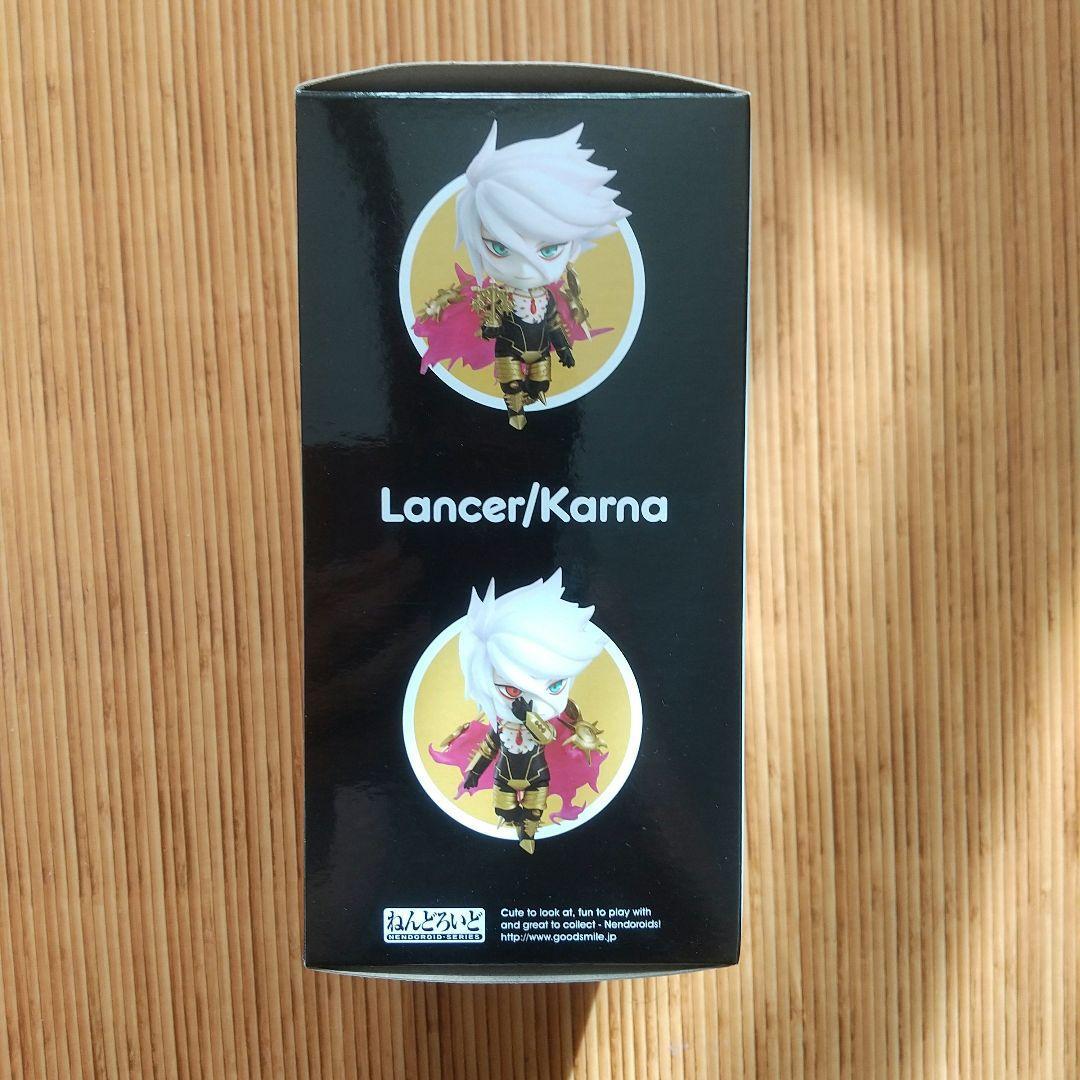 Lancer/Karna
ねんどろいど
NENDOROID·SERIES
Cute to look at, fun to play with
and great to collect - Nendoroids!
http://www.goodsmile.jp